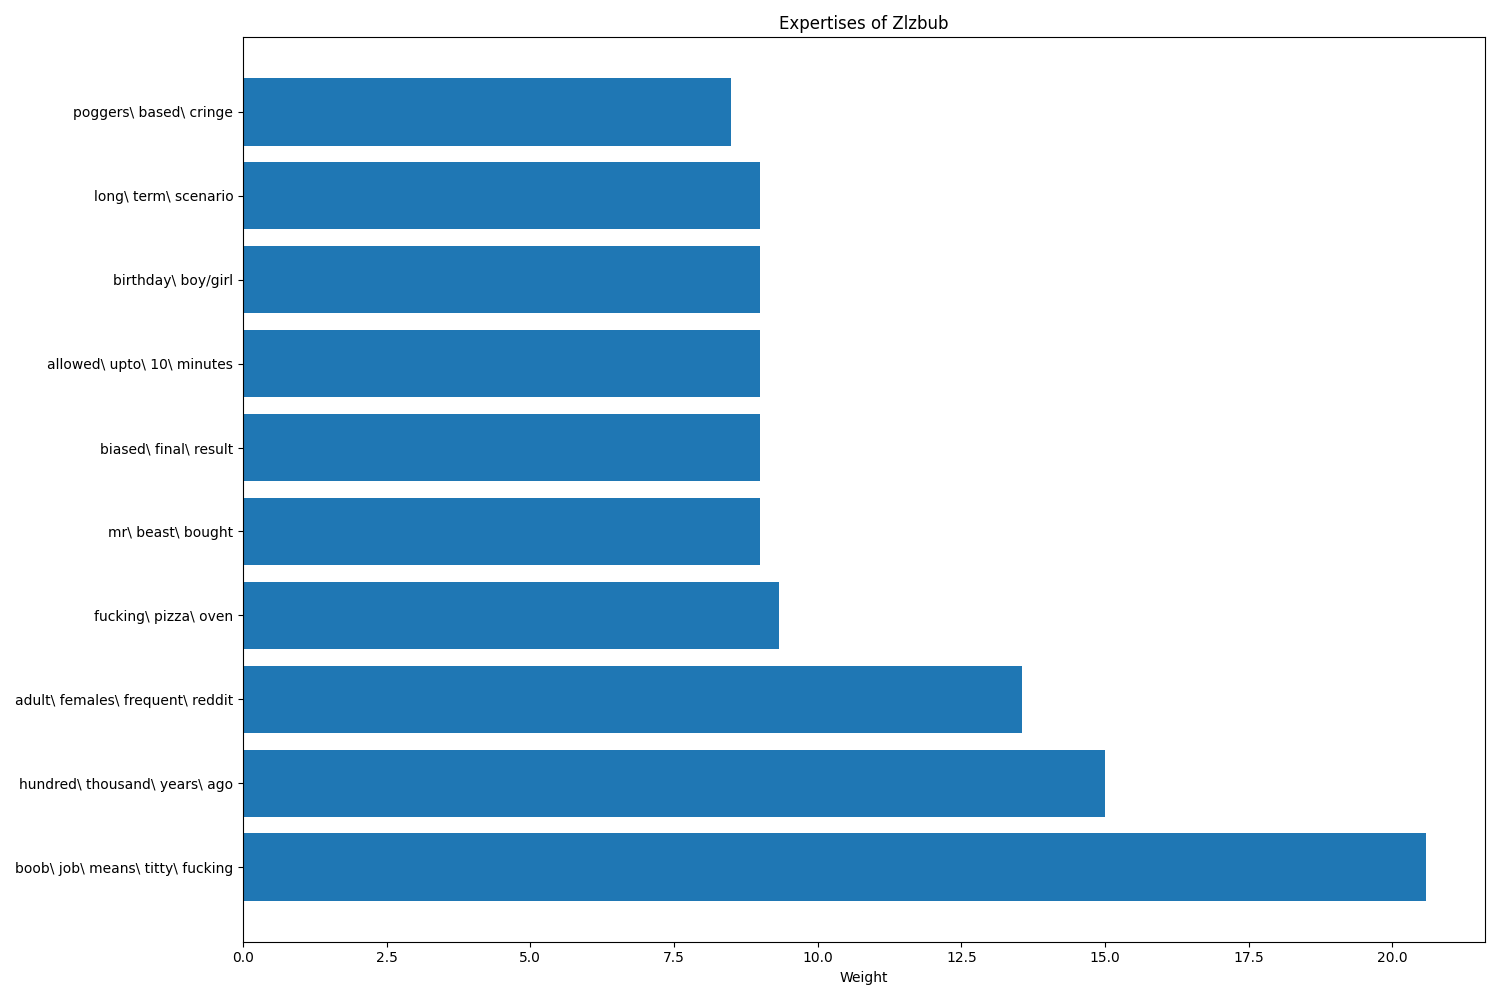 Expertises of Zlzbub
poggers\ based\ cringe
long\ term\ scenario
birthday\ boy/girl
allowed\ upto\ 10\ minutes
biased\ final\ result
mr\ beast\ bought
fucking\ pizza\ oven
adult\ females\ frequent\ reddit
hundred\ thousand\ years\ ago
boob\ job\ means\ titty\ fucking
0.0 2.5 5.0 7.5 10.0 12.5 15.0 17.5 20.0
Weight